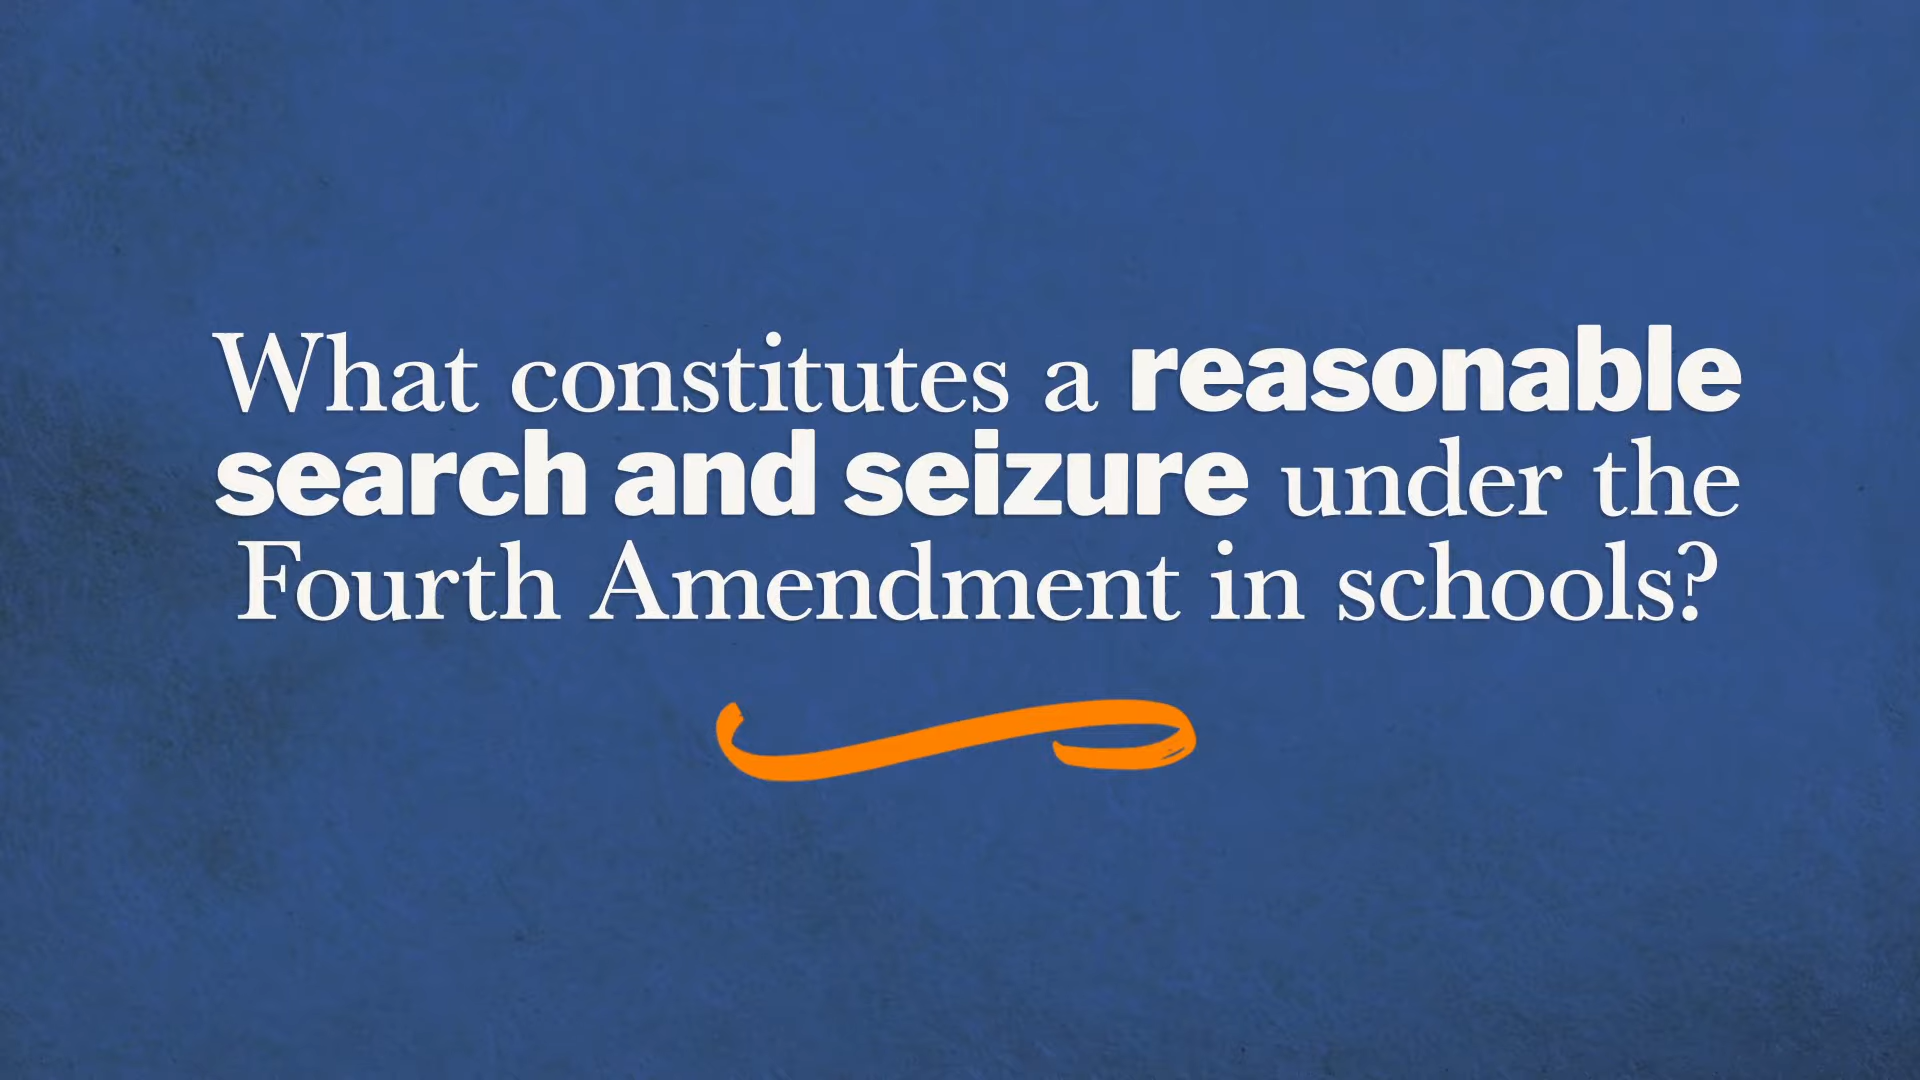 What constitutes a reasonable
search and seizure under the
Fourth Amendment in schools?